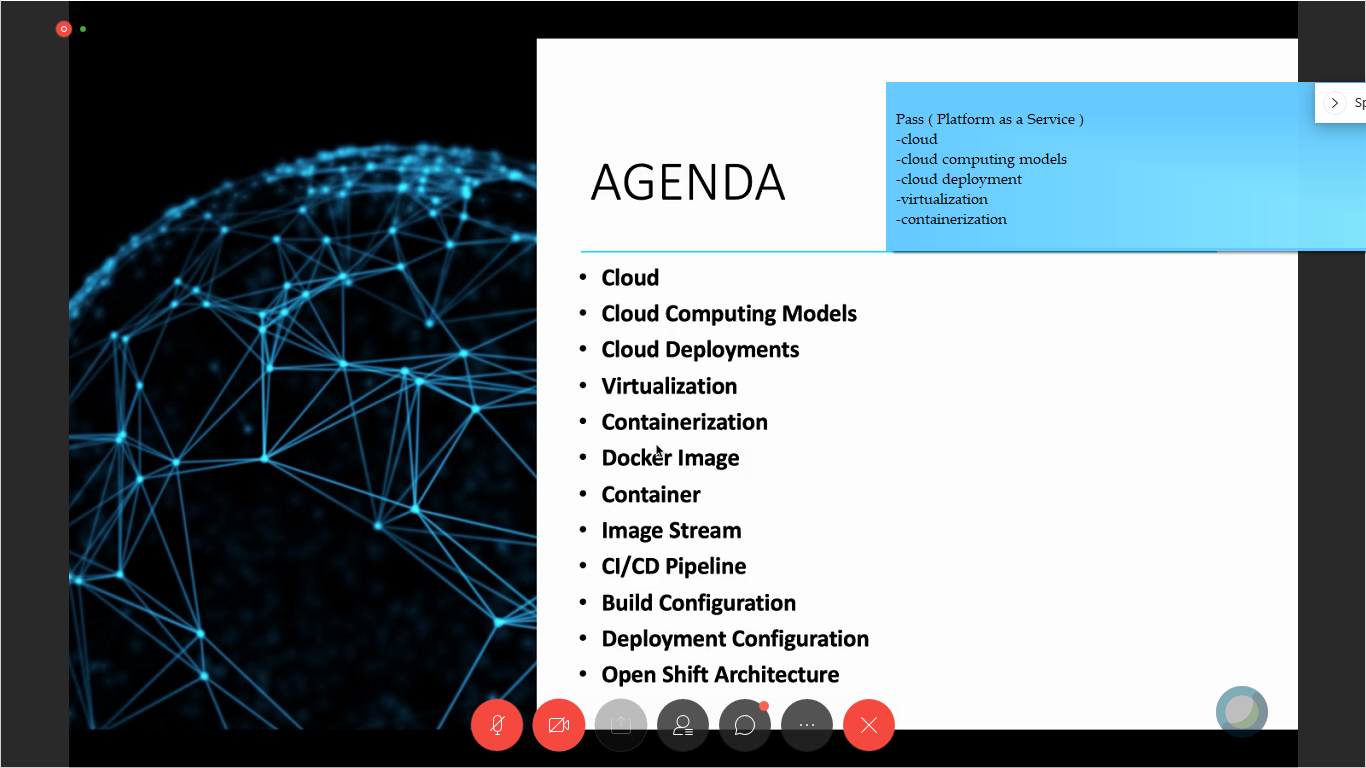 AGENDA
Pass ( Platform as a Service )
-cloud
-cloud computing models
-cloud deployment
-virtualization
-containerization
Sp
• Cloud
• Cloud Computing Models
• Cloud Deployments
• Virtualization
• Containerization
• Docker Image
• Container
• Image Stream
• CI/CD Pipeline
• Build Configuration
• Deployment Configuration
• Open Shift Architecture